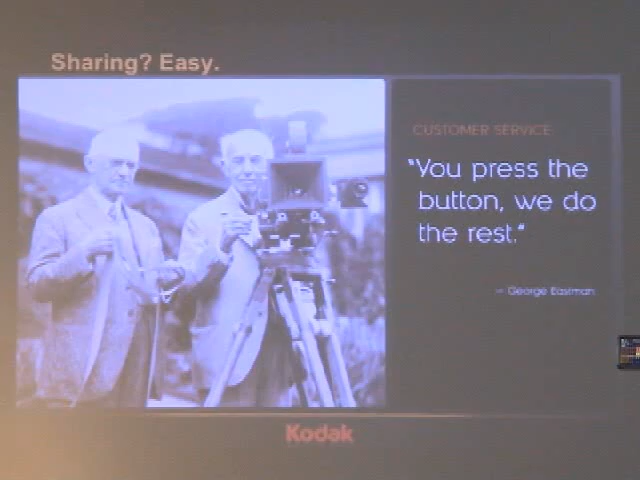 Sharing? Easy.
CUSTOMER SERVICE
"You press the
button, we do
the rest."
— George Eastman
Kodak